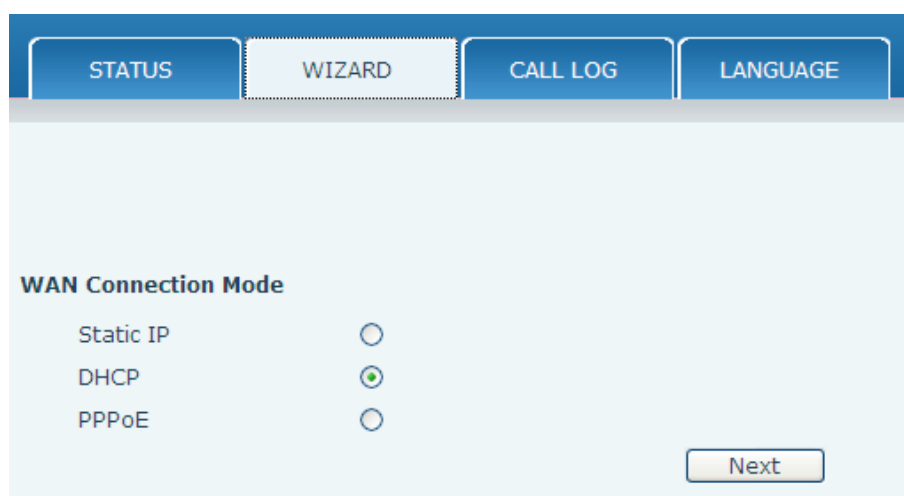 STATUS WIZARD CALL LOG LANGUAGE
WAN Connection Mode
Static IP
DHCP
PPPoE
Next